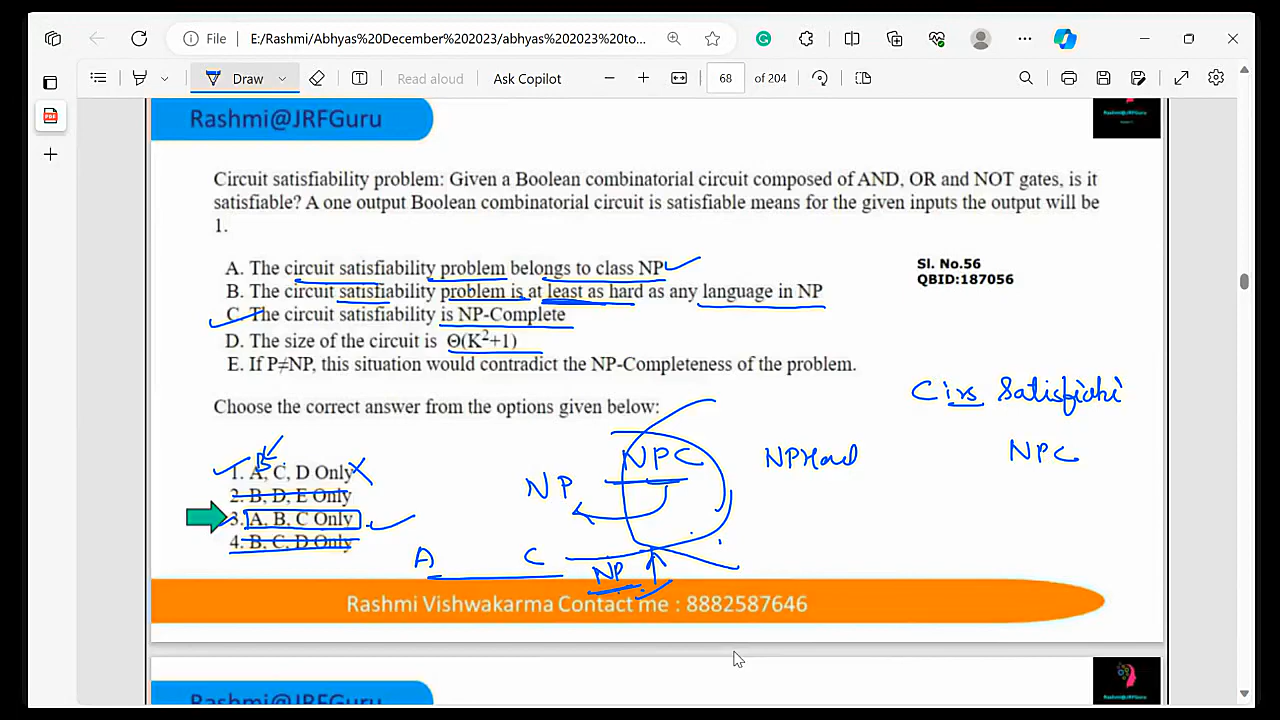 File E:/Rashmi/Abhyas%20December%202023/abhyas%202023%20to...
Draw Read aloud Ask Copilot 68 of 204
Rashmi@JRFGuru
Circuit satisfiability problem: Given a Boolean combinatorial circuit composed of AND, OR and NOT gates, is it
satisfiable? A one output Boolean combinatorial circuit is satisfiable means for the given inputs the output will be
1.
A. The circuit satisfiability problem belongs to class NP
Sl. No.56
QBID:187056
B. The circuit satisfiability problem is at least as hard as any language in NP
C. The circuit satisfiability is NP-Complete
D. The size of the circuit is Θ(K²+1)
E. If P≠NP, this situation would contradict the NP-Completeness of the problem.
Choose the correct answer from the options given below:
NPC
NPHard
NPC
1. A, C, D Only
B
NP
2. B, D, E Only
3. A, B, C Only
4. B, C, D Only
A C
NP
Rashmi Vishwakarma Contact me : 8882587646
Rashmi@JRFGuru